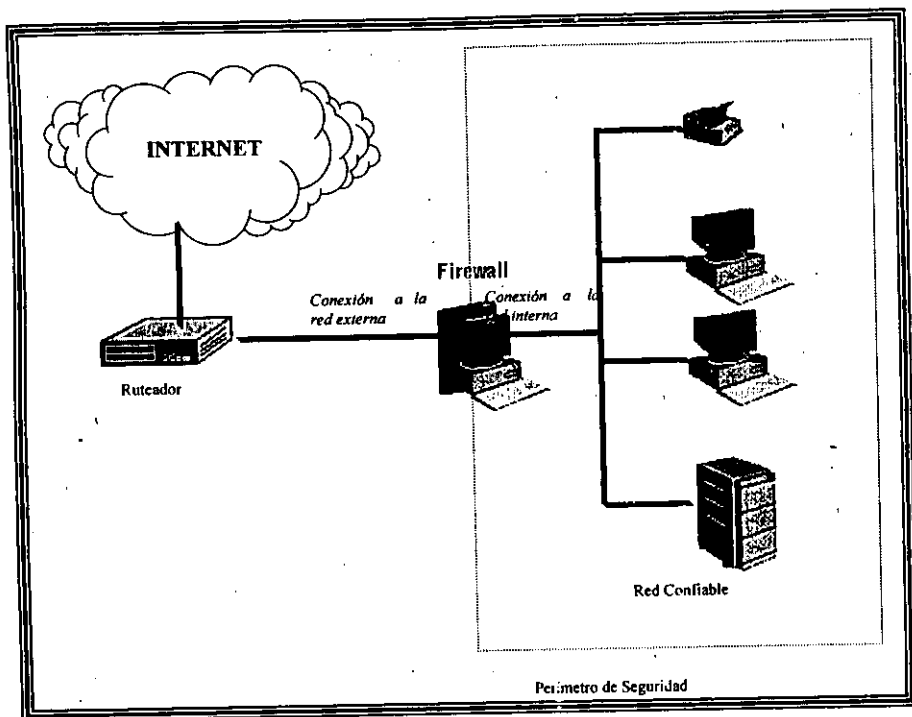 INTERNET
Firewall
Conexión a la
red externa
Conexión a la
interna
Ruteador
Red Confiable
Perímetro de Seguridad